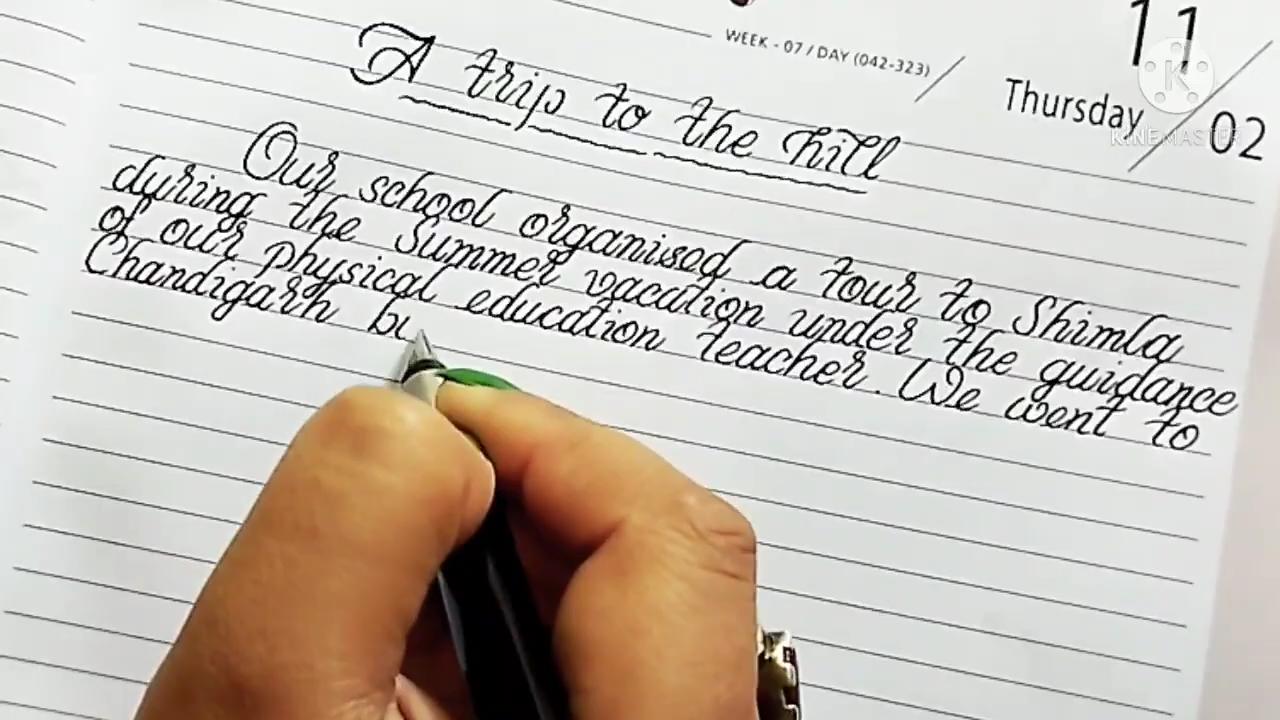 11
WEEK - 07 / DAY (042-323)
Thursday
02
KINEMASTER
A trip to the hill
Our school organised a tour to Shimla
during the Summer vacation under the guidance
of our Physical education teacher. We went to
Chandigarh